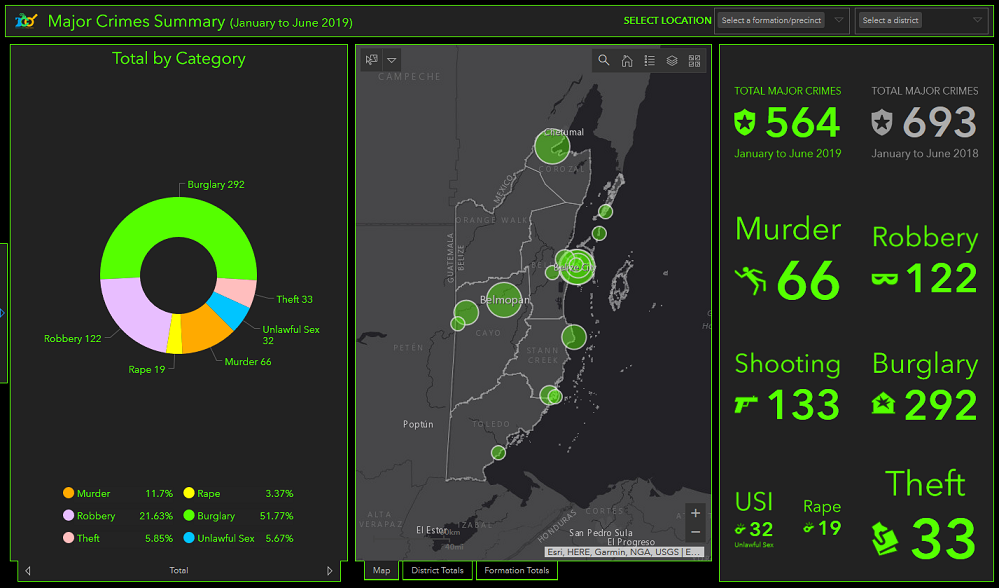 Major Crimes Summary (January to June 2019)
SELECT LOCATION
Select a formation/precinct
Select a district
Total by Category
Burglary 292
Theft 33
Unlawful Sex
32
Murder 66
Rape 19
Robbery 122
Murder 11.7%
Rape 3.37%
Robbery 21.63%
Burglary 51.77%
Theft 5.85%
Unlawful Sex 5.67%
Total
CAMPECHE
Chetumal
COROZAL
MEXICO
ORANGE WALK
GUATEMALA
BELIZE
Belize City
Belmopan
CAYO
PETÉN
STANN
CREEK
Poptún
TOLEDO
ALTA
VERAPAZ
El Estor
IZABAL
40mi
HONDURAS
CORTÉS
San Pedro Sula
El Progreso
Esri, HERE, Garmin, NGA, USGS | E...
Map
District Totals
Formation Totals
TOTAL MAJOR CRIMES
564
January to June 2019
TOTAL MAJOR CRIMES
693
January to June 2018
Murder
66
Robbery
122
Shooting
133
Burglary
292
USI
32
Unlawful Sex
Rape
19
Theft
33